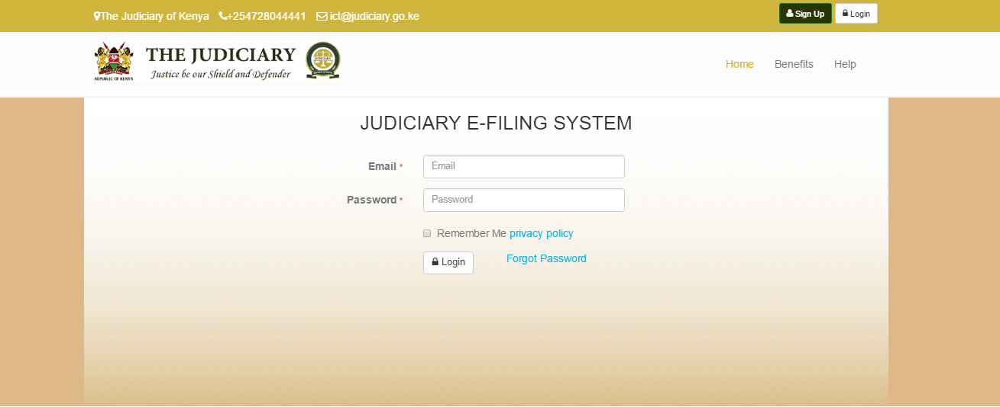 The Judiciary of Kenya +254728044441 ict@judiciary.go.ke Sign Up Login
THE JUDICIARY
Justice be our Shield and Defender
REPUBLIC OF KENYA
JUDICIARY
Home Benefits Help
JUDICIARY E-FILING SYSTEM
Email * Email
Password * Password
Remember Me privacy policy
Login Forgot Password